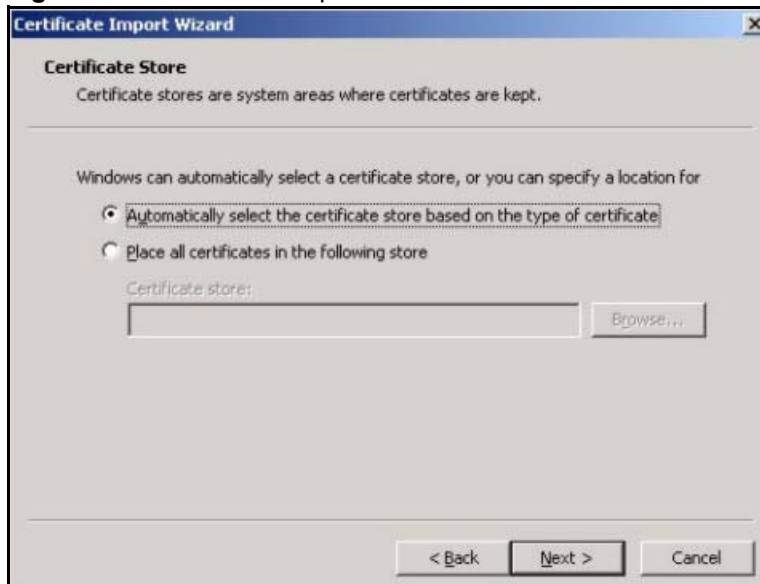 Certificate Import Wizard
Certificate Store
Certificate stores are system areas where certificates are kept.
Windows can automatically select a certificate store, or you can specify a location for
Automatically select the certificate store based on the type of certificate
Place all certificates in the following store
Certificate store:
Browse...
< Back
Next >
Cancel